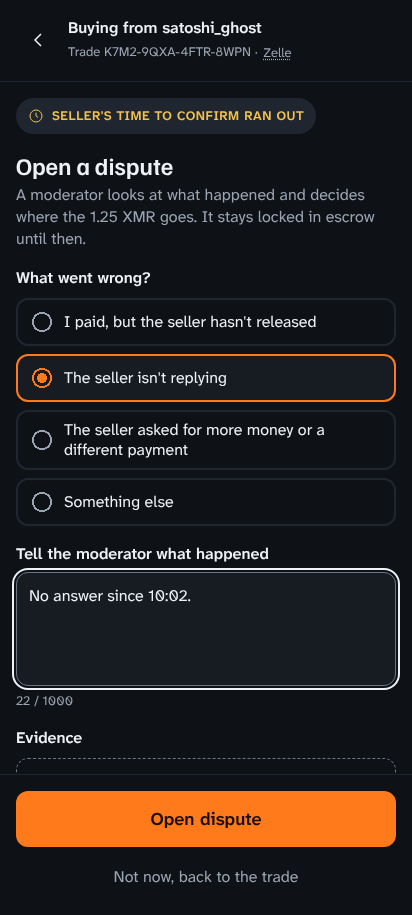 Buying from satoshi_ghost
Trade K7M2-9QXA-4FTR-8WPN · Zelle
SELLER'S TIME TO CONFIRM RAN OUT
Open a dispute
A moderator looks at what happened and decides
where the 1.25 XMR goes. It stays locked in escrow
until then.
What went wrong?
I paid, but the seller hasn't released
The seller isn't replying
The seller asked for more money or a
different payment
Something else
Tell the moderator what happened
No answer since 10:02.
22 / 1000
Evidence
Open dispute
Not now, back to the trade